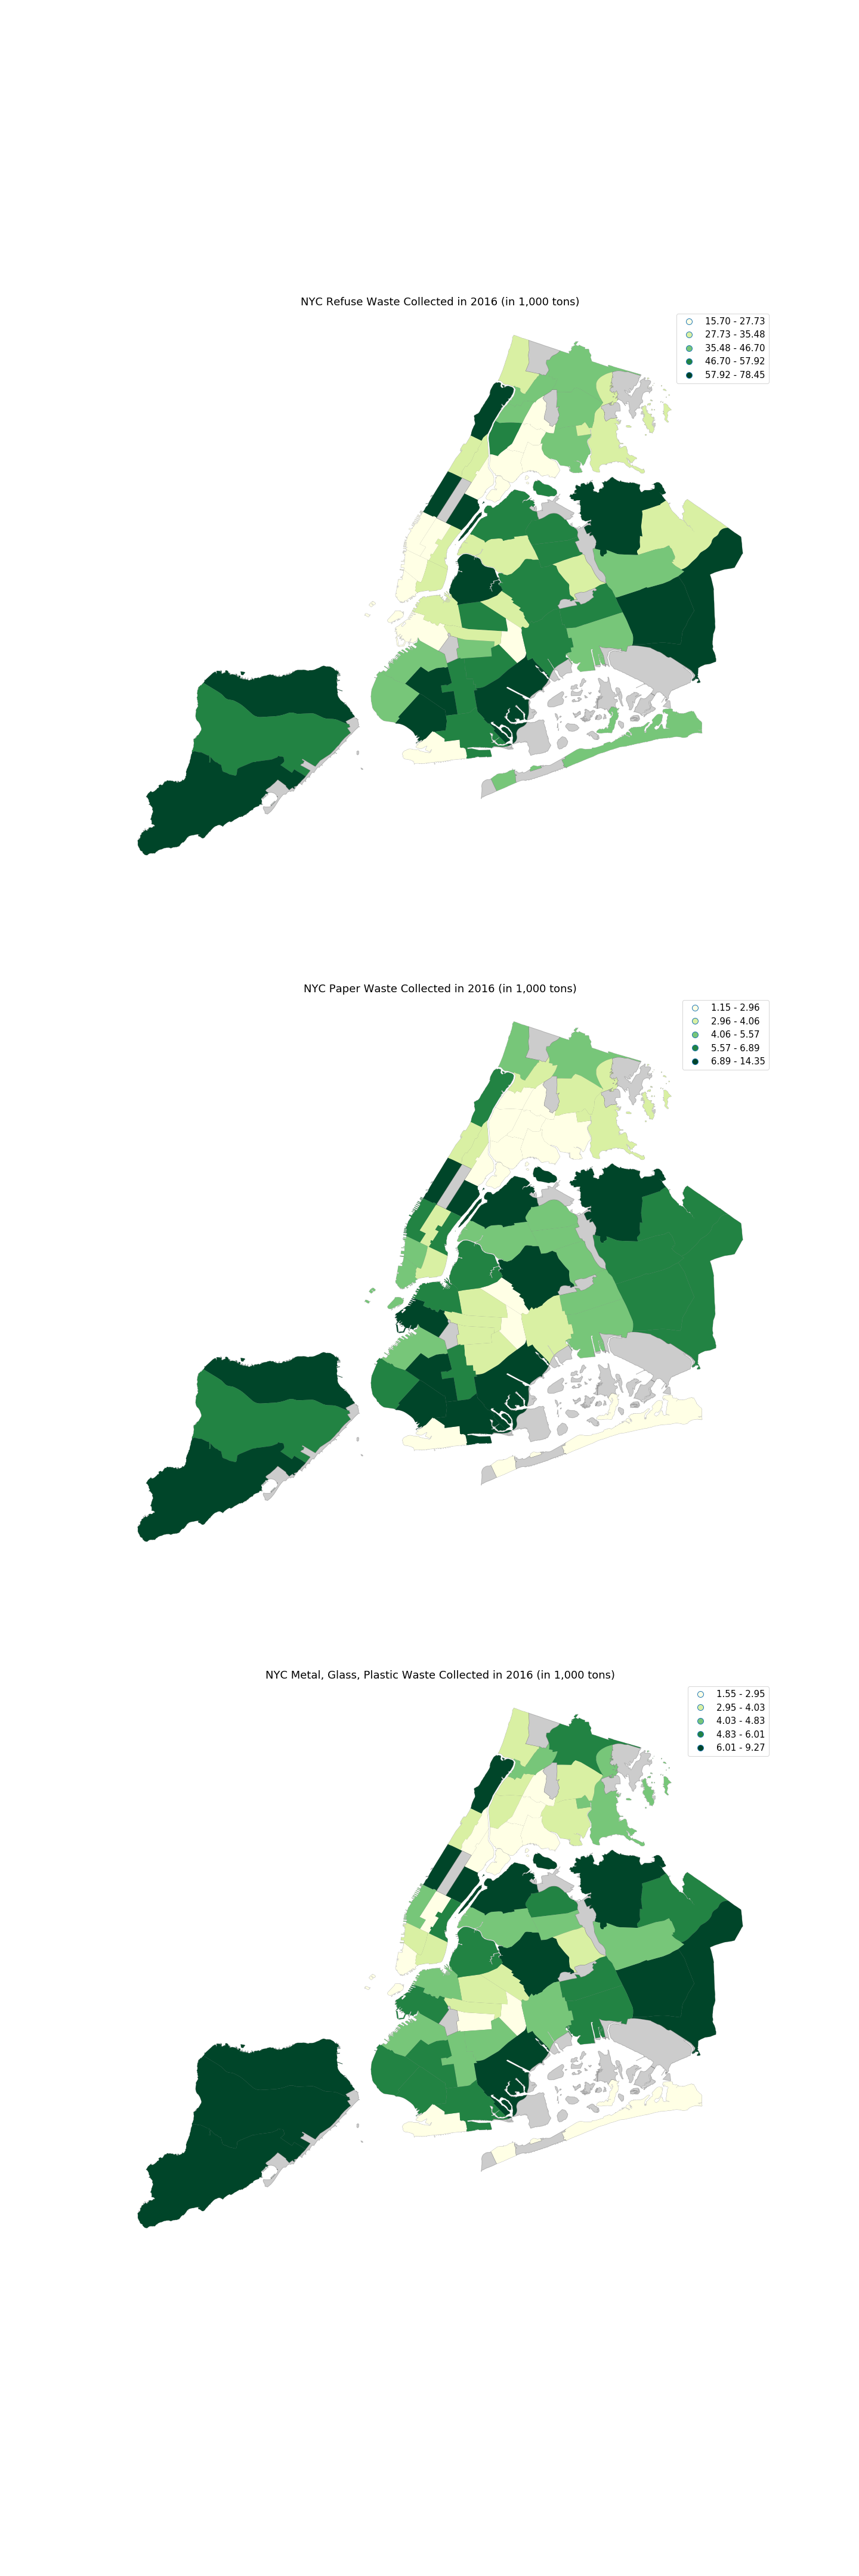 NYC Refuse Waste Collected in 2016 (in 1,000 tons)
15.70 - 27.73
27.73 - 35.48
35.48 - 46.70
46.70 - 57.92
57.92 - 78.45
NYC Paper Waste Collected in 2016 (in 1,000 tons)
1.15 - 2.96
2.96 - 4.06
4.06 - 5.57
5.57 - 6.89
6.89 - 14.35
NYC Metal, Glass, Plastic Waste Collected in 2016 (in 1,000 tons)
1.55 - 2.95
2.95 - 4.03
4.03 - 4.83
4.83 - 6.01
6.01 - 9.27